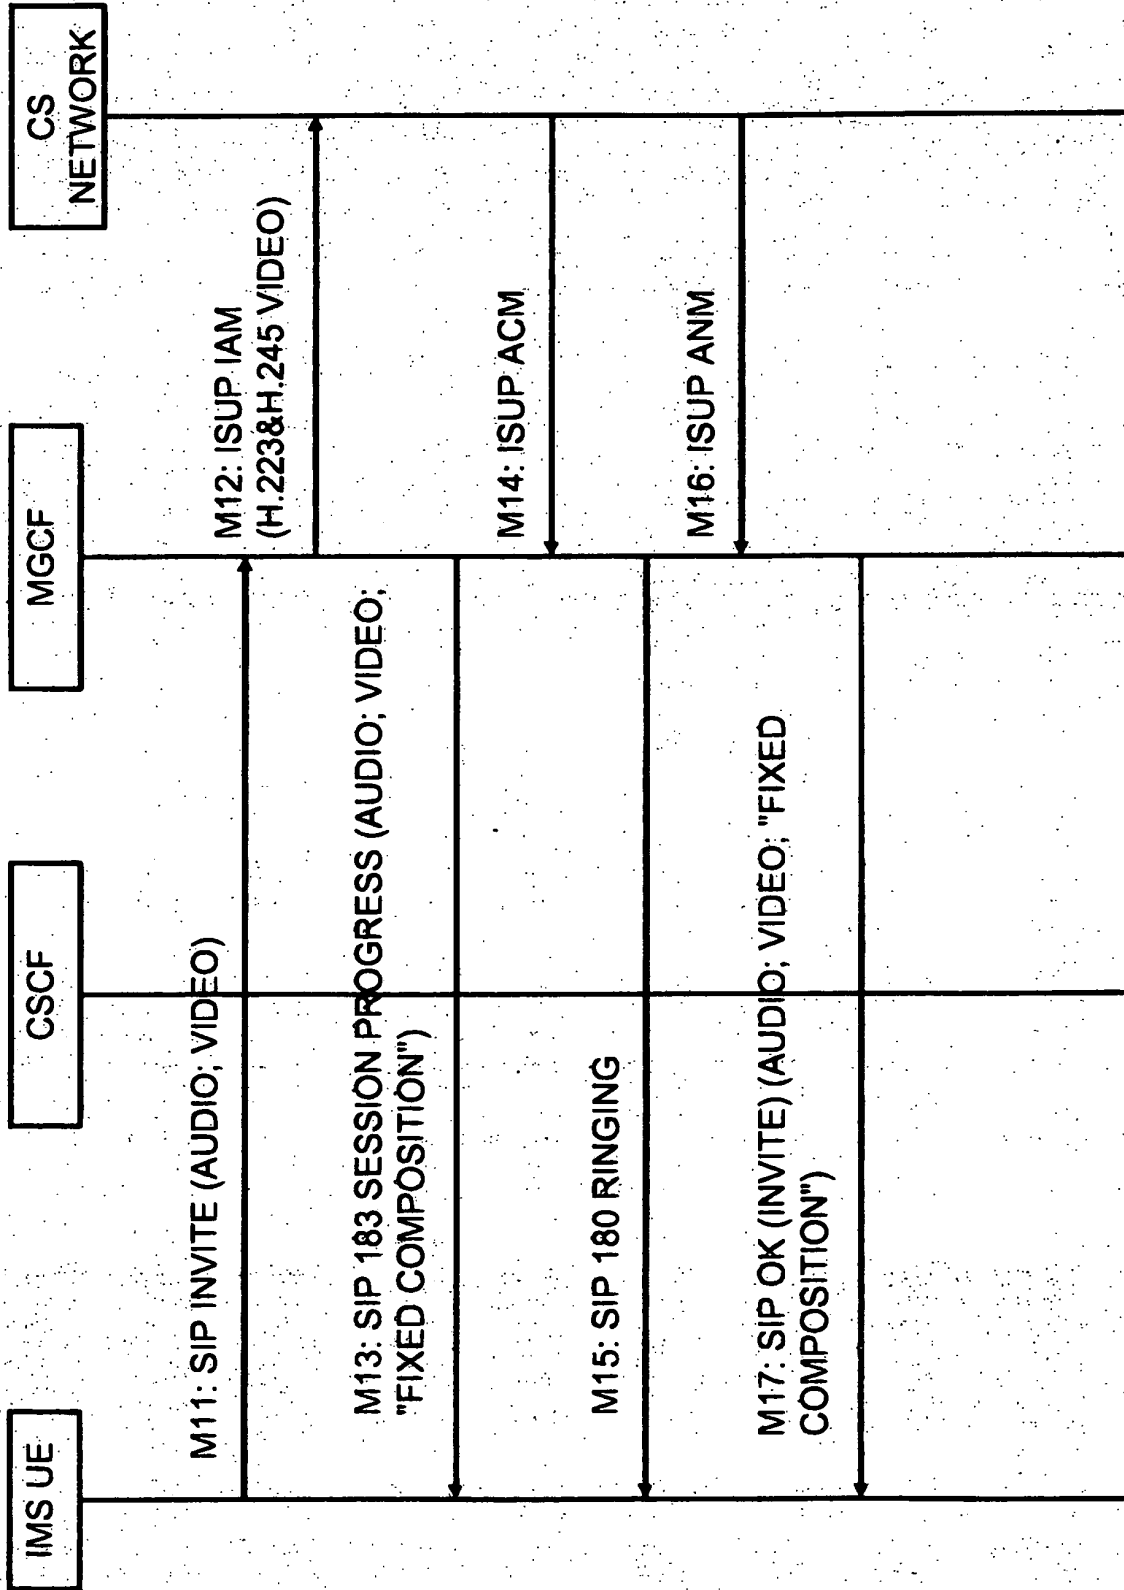 IMS UE
CSCF
MGCF
CS
NETWORK
M11: SIP INVITE (AUDIO; VIDEO)
M12: ISUP IAM
(H.223&H.245 VIDEO)
M13: SIP 183 SESSION PROGRESS (AUDIO; VIDEO;
"FIXED COMPOSITION")
M14: ISUP ACM
M15: SIP 180 RINGING
M16: ISUP ANM
M17: SIP OK (INVITE) (AUDIO; VIDEO; "FIXED
COMPOSITION")